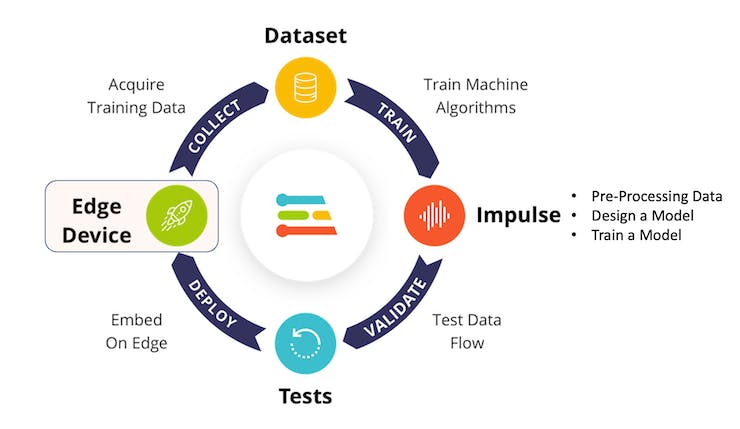 Dataset
Acquire
Training Data
COLLECT
TRAIN
Train Machine
Algorithms
Edge
Device
Impulse
• Pre-Processing Data
• Design a Model
• Train a Model
Embed
On Edge
DEPLOY
VALIDATE
Test Data
Flow
Tests